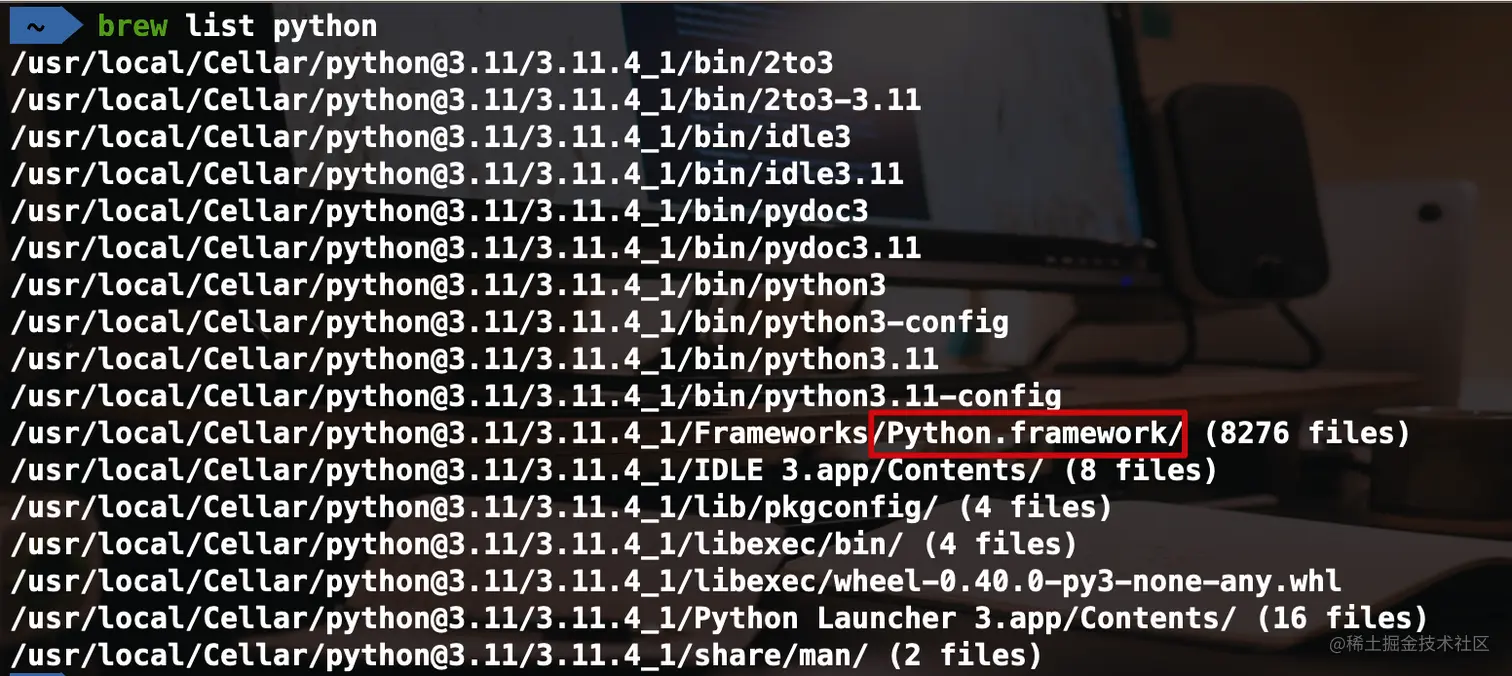 ~ brew list python
/usr/local/Cellar/python@3.11/3.11.4_1/bin/2to3
/usr/local/Cellar/python@3.11/3.11.4_1/bin/2to3-3.11
/usr/local/Cellar/python@3.11/3.11.4_1/bin/idle3
/usr/local/Cellar/python@3.11/3.11.4_1/bin/idle3.11
/usr/local/Cellar/python@3.11/3.11.4_1/bin/pydoc3
/usr/local/Cellar/python@3.11/3.11.4_1/bin/pydoc3.11
/usr/local/Cellar/python@3.11/3.11.4_1/bin/python3
/usr/local/Cellar/python@3.11/3.11.4_1/bin/python3-config
/usr/local/Cellar/python@3.11/3.11.4_1/bin/python3.11
/usr/local/Cellar/python@3.11/3.11.4_1/bin/python3.11-config
/usr/local/Cellar/python@3.11/3.11.4_1/Frameworks/Python.framework/ (8276 files)
/usr/local/Cellar/python@3.11/3.11.4_1/IDLE 3.app/Contents/ (8 files)
/usr/local/Cellar/python@3.11/3.11.4_1/lib/pkgconfig/ (4 files)
/usr/local/Cellar/python@3.11/3.11.4_1/libexec/bin/ (4 files)
/usr/local/Cellar/python@3.11/3.11.4_1/libexec/wheel-0.40.0-py3-none-any.whl
/usr/local/Cellar/python@3.11/3.11.4_1/Python Launcher 3.app/Contents/ (16 files)
/usr/local/Cellar/python@3.11/3.11.4_1/share/man/ (2 files)
@稀土掘金技术社区